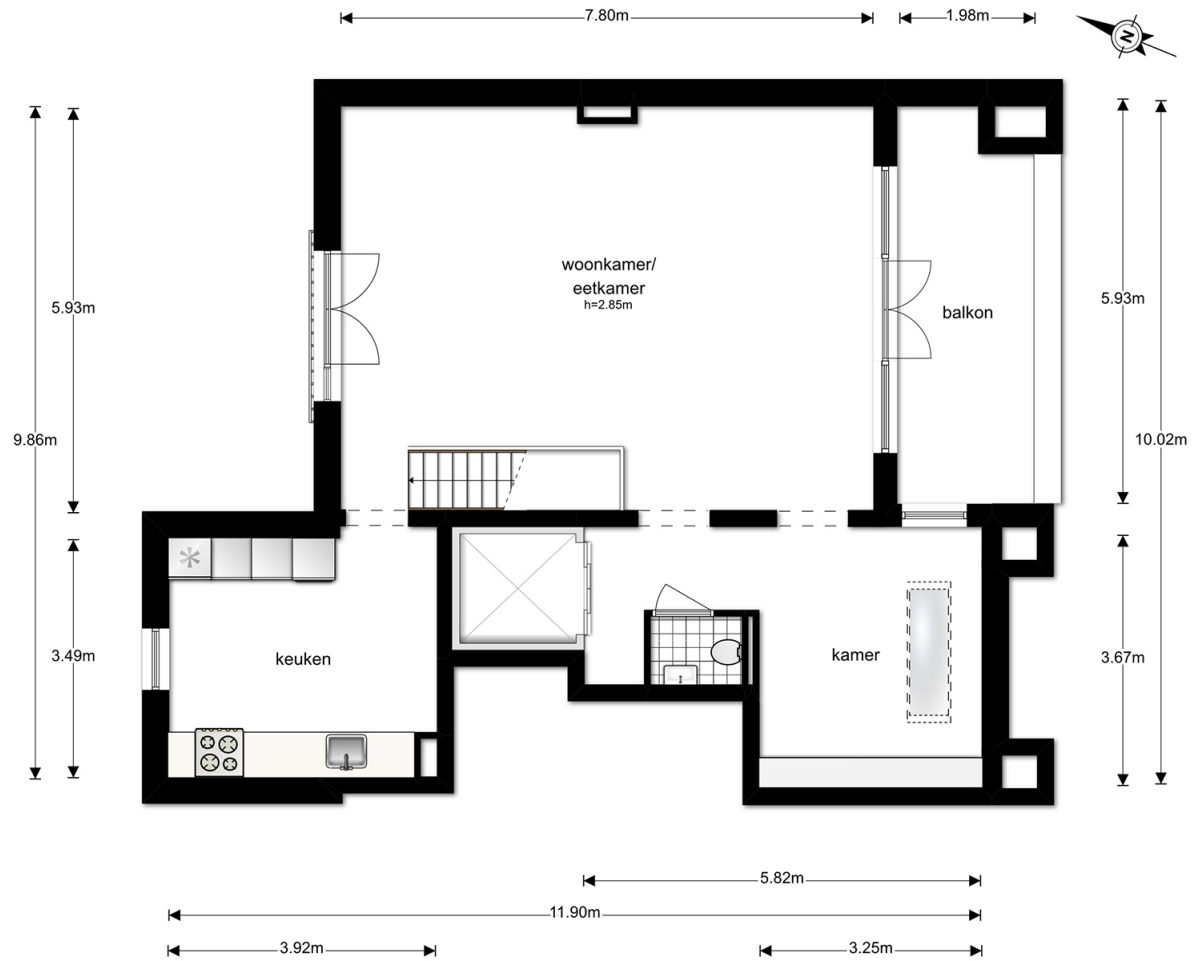 7.80m
1.98m
N
woonkamer/
eetkamer
h=2.85m
balkon
5.93m
5.93m
9.86m
10.02m
keuken
kamer
3.49m
3.67m
5.82m
11.90m
3.92m
3.25m